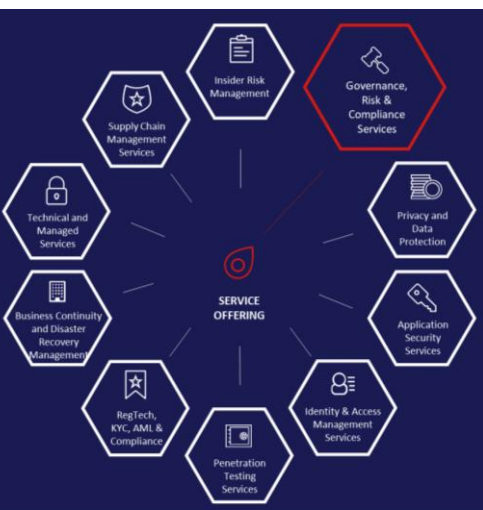 Insider Risk
Management
Governance,
Risk &
Compliance
Services
Supply Chain
Management
Services
Privacy and
Data
Protection
Technical and
Managed
Services
SERVICE
OFFERING
Application
Security
Services
Business Continuity
and Disaster
Recovery
Management
Identity & Access
Management
Services
RegTech,
KYC, AML &
Compliance
Penetration
Testing
Services